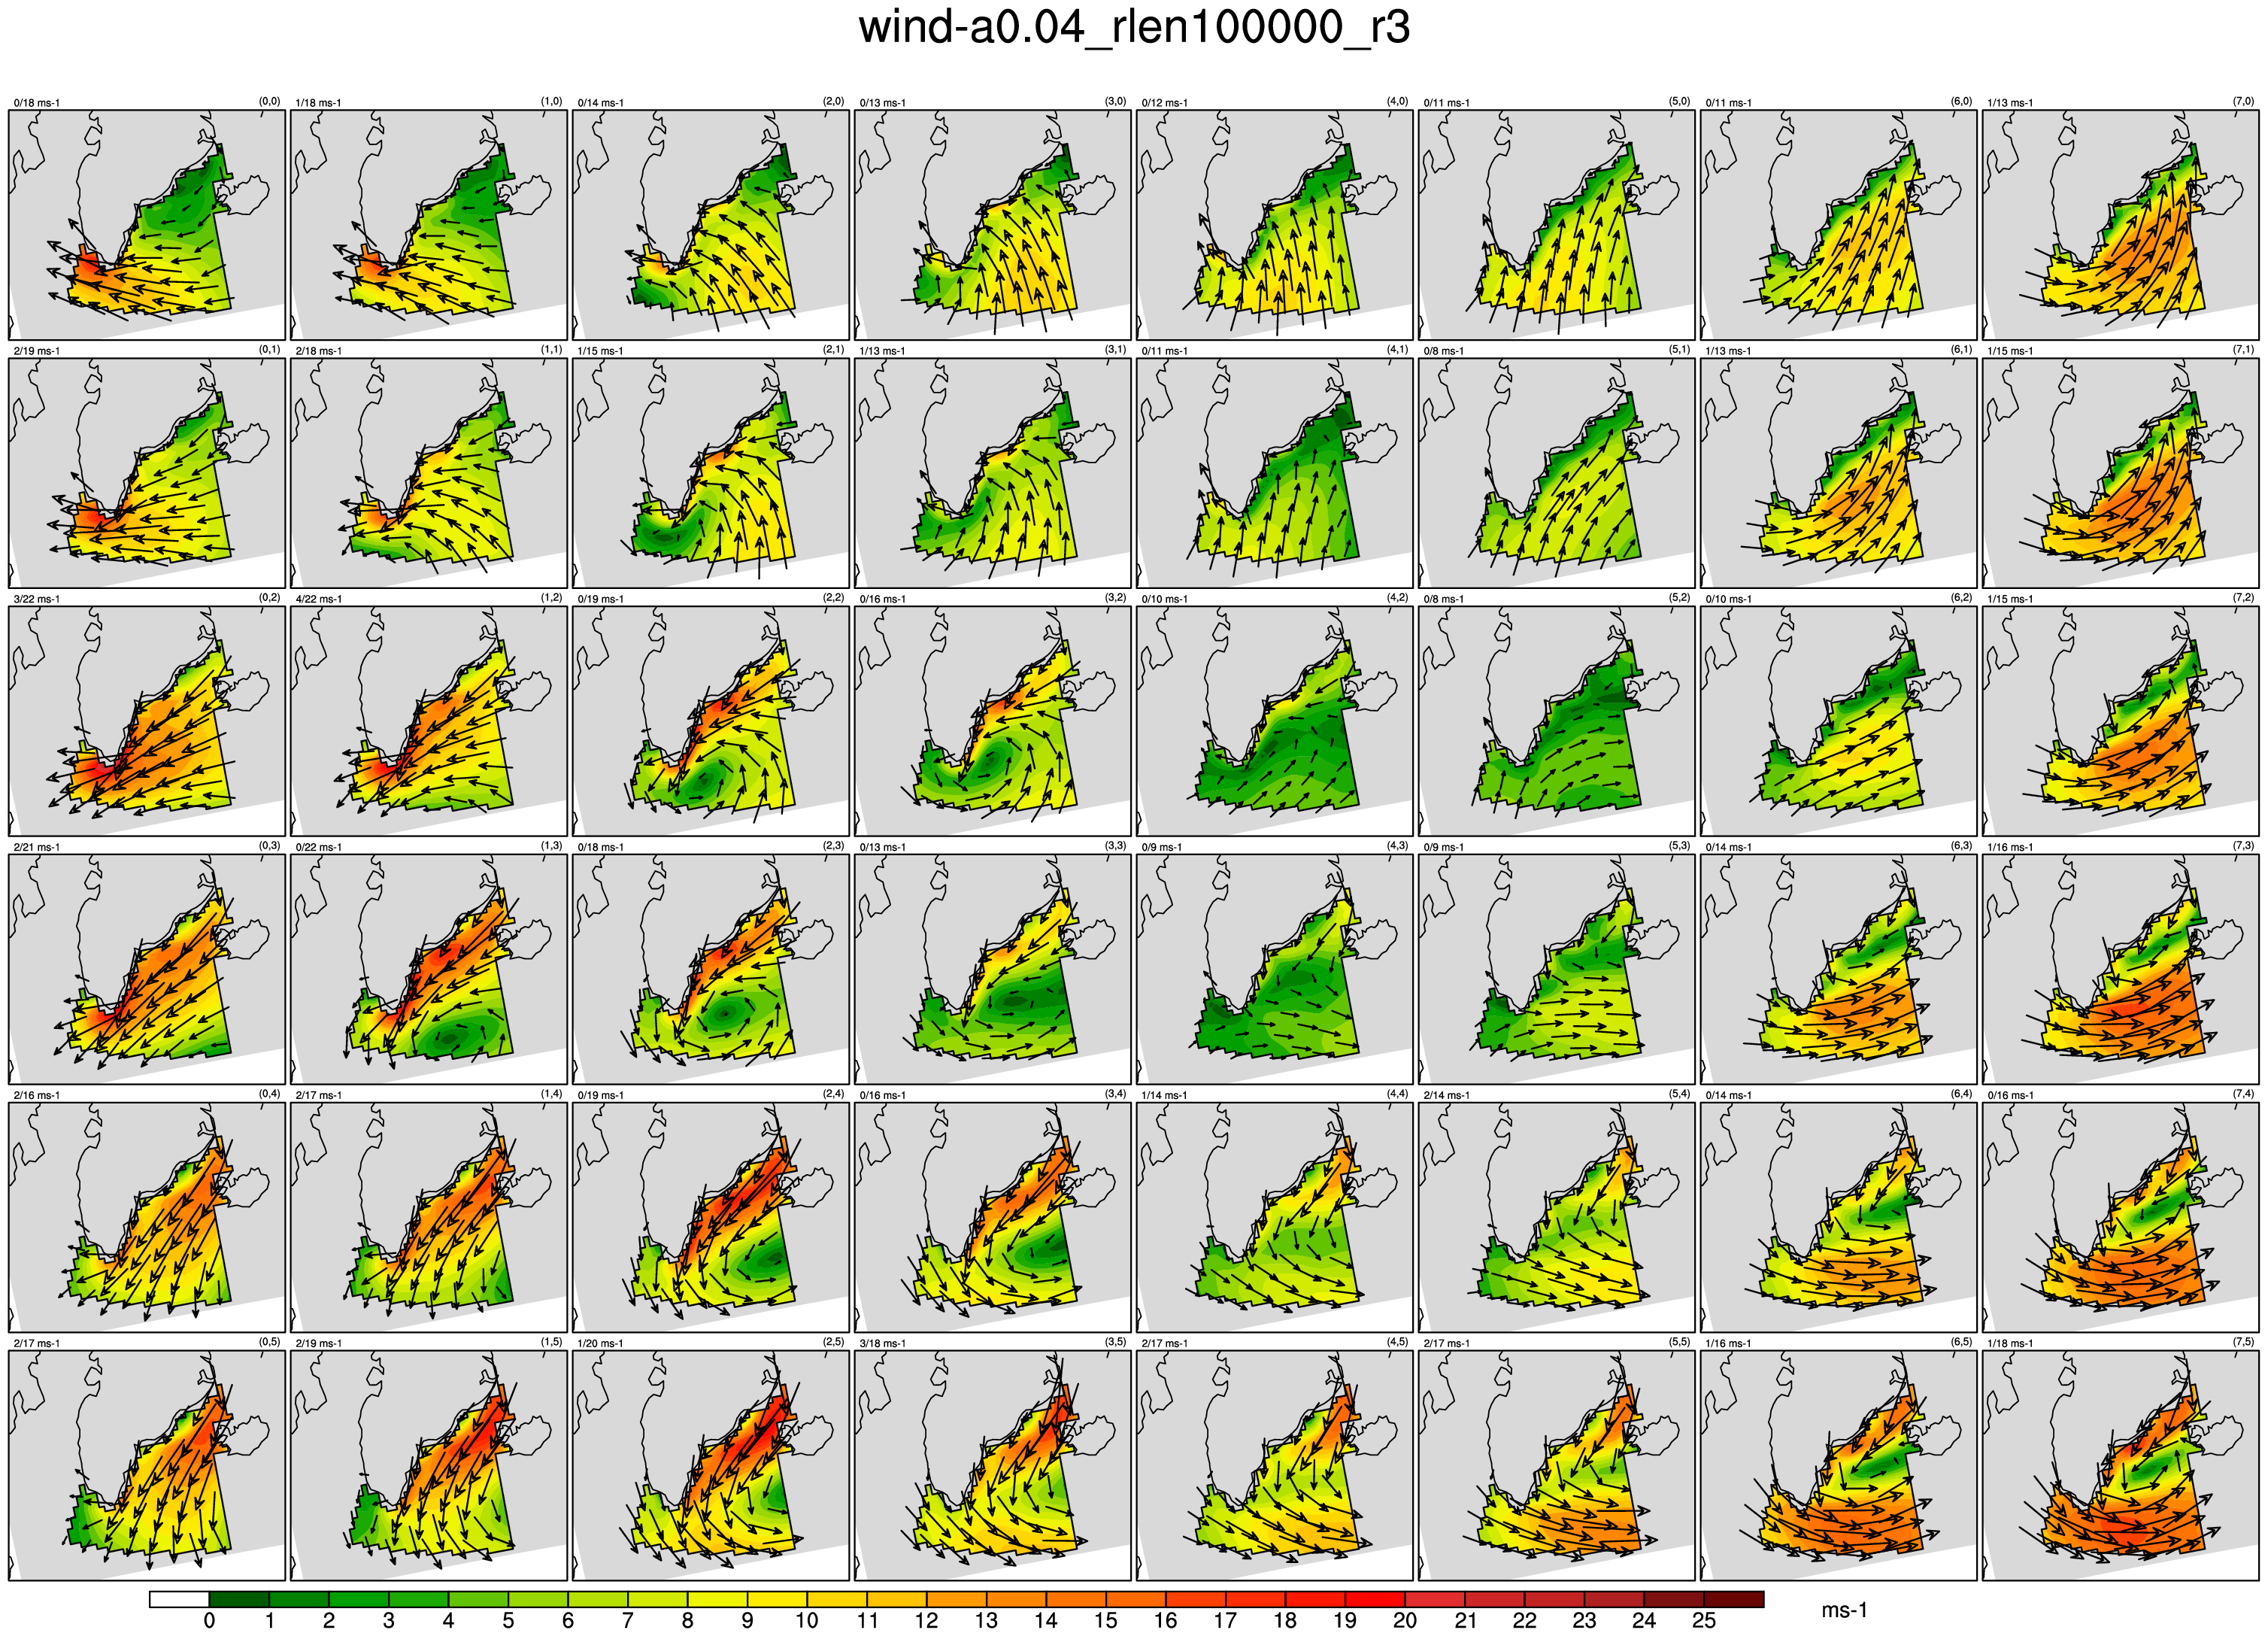 wind-a0.04_rlen100000_r3
0/18 ms-1 (0,0) 1/18 ms-1 (1,0) 0/14 ms-1 (2,0) 0/13 ms-1 (3,0) 0/12 ms-1 (4,0) 0/11 ms-1 (5,0) 0/11 ms-1 (6,0) 1/13 ms-1 (7,0)
2/19 ms-1 (0,1) 2/18 ms-1 (1,1) 1/15 ms-1 (2,1) 1/13 ms-1 (3,1) 0/11 ms-1 (4,1) 0/8 ms-1 (5,1) 1/13 ms-1 (6,1) 1/15 ms-1 (7,1)
3/22 ms-1 (0,2) 4/22 ms-1 (1,2) 0/19 ms-1 (2,2) 0/16 ms-1 (3,2) 0/10 ms-1 (4,2) 0/8 ms-1 (5,2) 0/10 ms-1 (6,2) 1/15 ms-1 (7,2)
2/21 ms-1 (0,3) 0/22 ms-1 (1,3) 0/18 ms-1 (2,3) 0/13 ms-1 (3,3) 0/9 ms-1 (4,3) 0/9 ms-1 (5,3) 0/14 ms-1 (6,3) 1/16 ms-1 (7,3)
2/16 ms-1 (0,4) 2/17 ms-1 (1,4) 0/19 ms-1 (2,4) 0/16 ms-1 (3,4) 1/14 ms-1 (4,4) 2/14 ms-1 (5,4) 0/14 ms-1 (6,4) 0/16 ms-1 (7,4)
2/17 ms-1 (0,5) 2/19 ms-1 (1,5) 1/20 ms-1 (2,5) 3/18 ms-1 (3,5) 2/17 ms-1 (4,5) 2/17 ms-1 (5,5) 1/16 ms-1 (6,5) 1/18 ms-1 (7,5)
0 1 2 3 4 5 6 7 8 9 10 11 12 13 14 15 16 17 18 19 20 21 22 23 24 25 ms-1